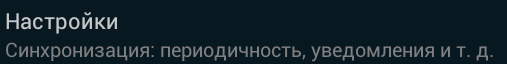 Настройки
Синхронизация: периодичность, уведомления и т. д.